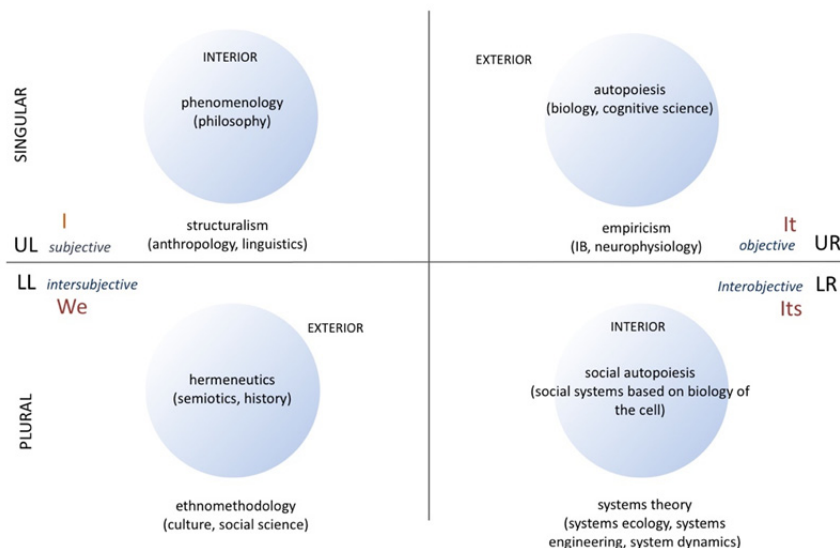 SINGULAR
INTERIOR
phenomenology
(philosophy)
I
structuralism
(anthropology, linguistics)
UL subjective
EXTERIOR
autopoiesis
(biology, cognitive science)
empiricism
(IB, neurophysiology)
It
objective UR
PLURAL
LL intersubjective
We
EXTERIOR
hermeneutics
(semiotics, history)
ethnomethodology
(culture, social science)
Interobjective LR
Its
INTERIOR
social autopoiesis
(social systems based on biology of
the cell)
systems theory
(systems ecology, systems
engineering, system dynamics)